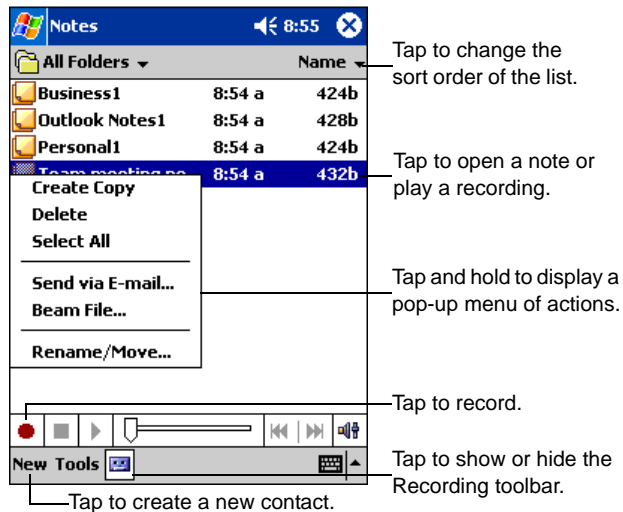 Notes 8:55
All Folders Name
Business1 8:54 a 424b
Outlook Notes1 8:54 a 428b
Personal1 8:54 a 424b
Team meeting no 8:54 a 432b
Create Copy
Delete
Select All
Send via E-mail...
Beam File...
Rename/Move...
New Tools
Tap to change the
sort order of the list.
Tap to open a note or
play a recording.
Tap and hold to display a
pop-up menu of actions.
Tap to record.
Tap to show or hide the
Recording toolbar.
Tap to create a new contact.